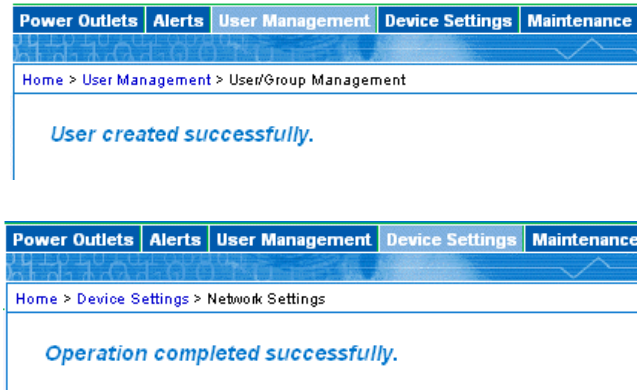 Power Outlets Alerts User Management Device Settings Maintenance
Home > User Management > User/Group Management
User created successfully.
Power Outlets Alerts User Management Device Settings Maintenance
Home > Device Settings > Network Settings
Operation completed successfully.